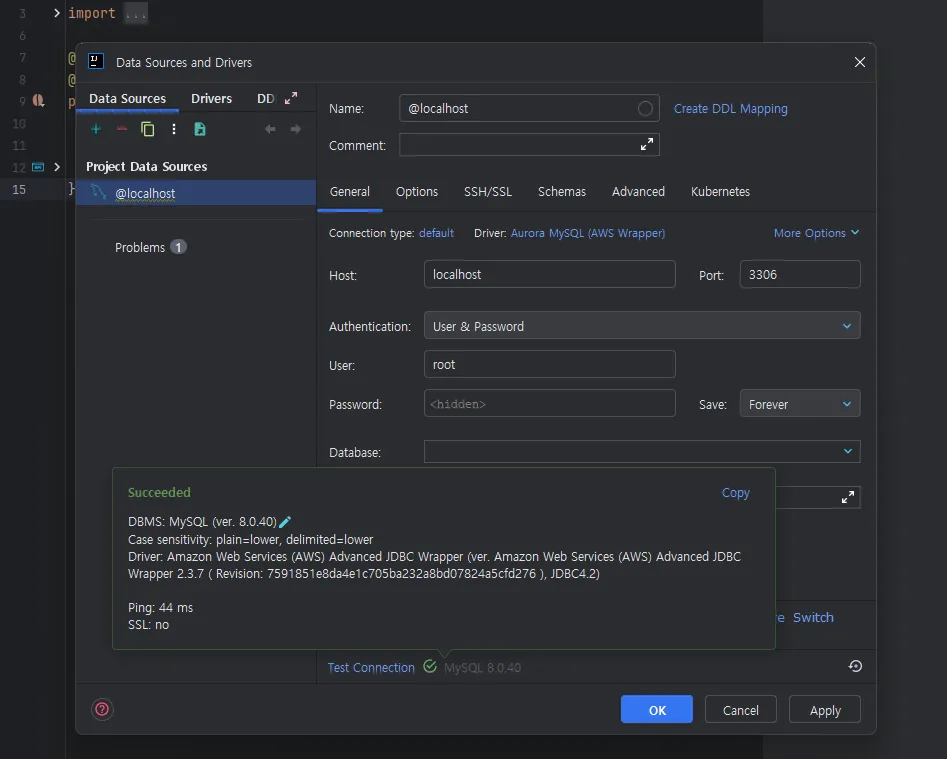 3
import ...
6
7
@
Data Sources and Drivers
8
@
9
p
Data Sources
Drivers
DD
Name:
@localhost
Create DDL Mapping
10
11
Comment:
12
Project Data Sources
15
}
@localhost
General
Options
SSH/SSL
Schemas
Advanced
Kubernetes
Problems 1
Connection type: default
Driver: Aurora MySQL (AWS Wrapper)
More Options
Host:
localhost
Port:
3306
Authentication:
User & Password
User:
root
Password:
<hidden>
Save:
Forever
Database:
Succeeded
Copy
DBMS: MySQL (ver. 8.0.40)
Case sensitivity: plain=lower, delimited=lower
Driver: Amazon Web Services (AWS) Advanced JDBC Wrapper (ver. Amazon Web Services (AWS) Advanced JDBC
Wrapper 2.3.7 ( Revision: 7591851e8da4e1c705ba232a8bd07824a5cfd276 ), JDBC4.2)
Ping: 44 ms
SSL: no
Switch
Test Connection
MySQL 8.0.40
OK
Cancel
Apply